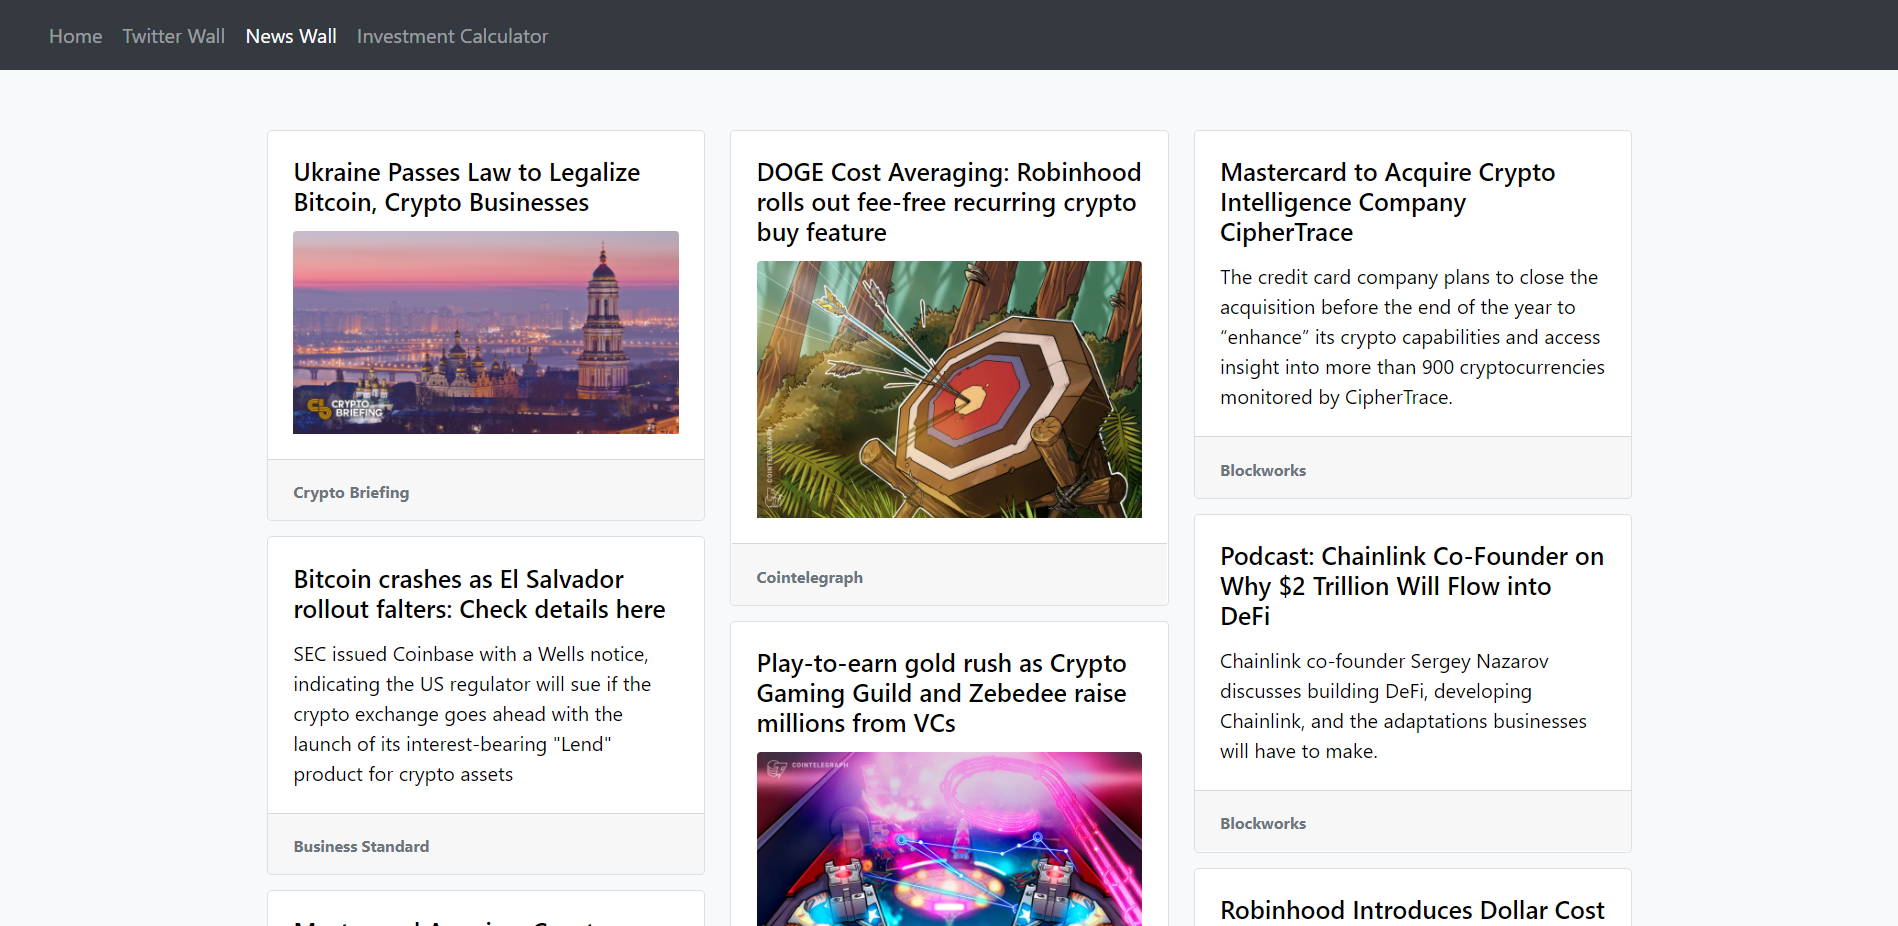 Home Twitter Wall News Wall Investment Calculator
Ukraine Passes Law to Legalize
Bitcoin, Crypto Businesses
CRYPTO
BRIEFING
Crypto Briefing
Bitcoin crashes as El Salvador
rollout falters: Check details here
SEC issued Coinbase with a Wells notice,
indicating the US regulator will sue if the
crypto exchange goes ahead with the
launch of its interest-bearing "Lend"
product for crypto assets
Business Standard
DOGE Cost Averaging: Robinhood
rolls out fee-free recurring crypto
buy feature
COINTELEGRAPH
Cointelegraph
Play-to-earn gold rush as Crypto
Gaming Guild and Zebedee raise
millions from VCs
COINTELEGRAPH
Mastercard to Acquire Crypto
Intelligence Company
CipherTrace
The credit card company plans to close the
acquisition before the end of the year to
“enhance” its crypto capabilities and access
insight into more than 900 cryptocurrencies
monitored by CipherTrace.
Blockworks
Podcast: Chainlink Co-Founder on
Why $2 Trillion Will Flow into
DeFi
Chainlink co-founder Sergey Nazarov
discusses building DeFi, developing
Chainlink, and the adaptations businesses
will have to make.
Blockworks
Robinhood Introduces Dollar Cost